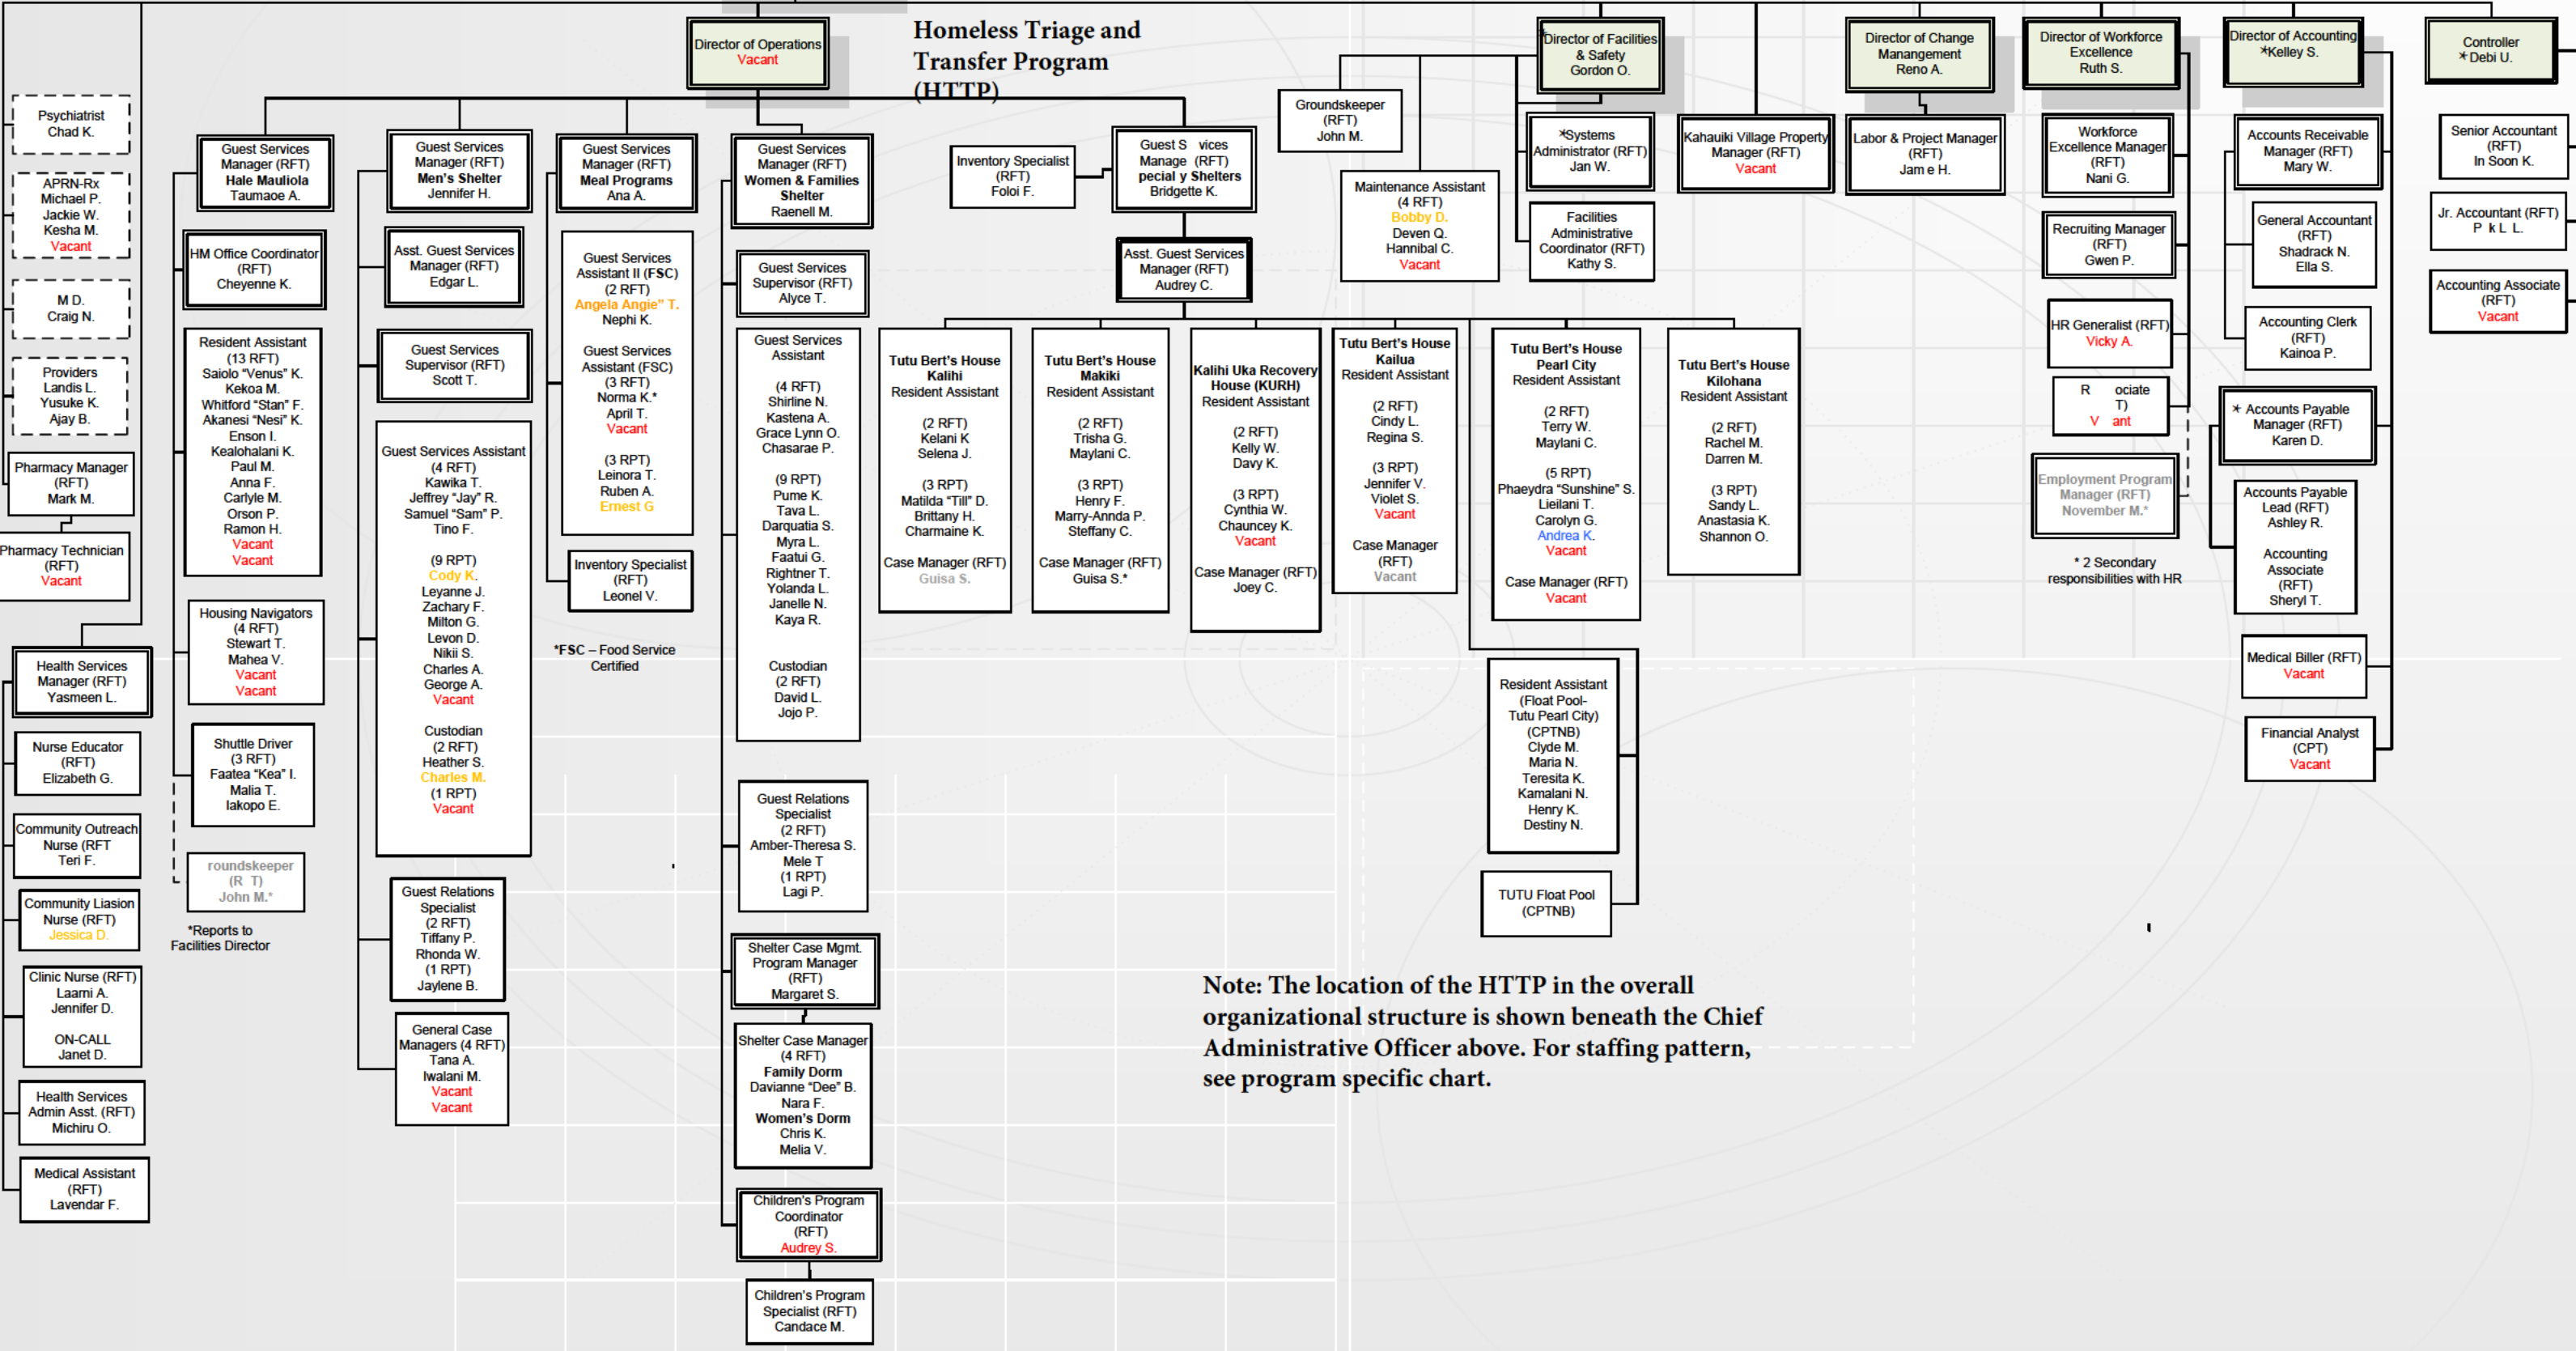 Director of Operations
Vacant
Homeless Triage and
Transfer Program
(HTTP)
Director of Facilities
& Safety
Gordon O.
Director of Change
Manangement
Reno A.
Director of Workforce
Excellence
Ruth S.
Director of Accounting
*Kelley S.
Controller
*Debi U.
Psychiatrist
Chad K.
APRN-Rx
Michael P.
Jackie W.
Kesha M.
Vacant
M D.
Craig N.
Providers
Landis L.
Yusuke K.
Ajay B.
Pharmacy Manager
(RFT)
Mark M.
Pharmacy Technician
(RFT)
Vacant
Health Services
Manager (RFT)
Yasmeen L.
Nurse Educator
(RFT)
Elizabeth G.
Community Outreach
Nurse (RFT
Teri F.
Community Liasion
Nurse (RFT)
Jessica D.
Clinic Nurse (RFT)
Laarni A.
Jennifer D.
ON-CALL
Janet D.
Health Services
Admin Asst. (RFT)
Michiru O.
Medical Assistant
(RFT)
Lavendar F.
Guest Services
Manager (RFT)
Hale Mauliola
Taumaoe A.
HM Office Coordinator
(RFT)
Cheyenne K.
Resident Assistant
(13 RFT)
Saiolo “Venus” K.
Kekoa M.
Whitford “Stan” F.
Akanesi “Nesi” K.
Enson I.
Kealohalani K.
Paul M.
Anna F.
Carlyle M.
Orson P.
Ramon H.
Vacant
Vacant
Housing Navigators
(4 RFT)
Stewart T.
Mahea V.
Vacant
Vacant
Shuttle Driver
(3 RFT)
Faatea “Kea” I.
Malia T.
Iakopo E.
roundskeeper
(R T)
John M.*
*Reports to
Facilities Director
Guest Services
Manager (RFT)
Men’s Shelter
Jennifer H.
Asst. Guest Services
Manager (RFT)
Edgar L.
Guest Services
Supervisor (RFT)
Scott T.
Guest Services Assistant
(4 RFT)
Kawika T.
Jeffrey “Jay” R.
Samuel “Sam” P.
Tino F.
(9 RPT)
Cody K.
Leyanne J.
Zachary F.
Milton G.
Levon D.
Nikii S.
Charles A.
George A.
Vacant
Custodian
(2 RFT)
Heather S.
Charles M.
(1 RPT)
Vacant
Guest Relations
Specialist
(2 RFT)
Tiffany P.
Rhonda W.
(1 RPT)
Jaylene B.
General Case
Managers (4 RFT)
Tana A.
Iwalani M.
Vacant
Vacant
Guest Services
Manager (RFT)
Meal Programs
Ana A.
Guest Services
Assistant II (FSC)
(2 RFT)
Angela Angie” T.
Nephi K.
Guest Services
Assistant (FSC)
(3 RFT)
Norma K.*
April T.
Vacant
(3 RPT)
Leinora T.
Ruben A.
Ernest G
Inventory Specialist
(RFT)
Leonel V.
*FSC – Food Service
Certified
Guest Services
Manager (RFT)
Women & Families
Shelter
Raenell M.
Guest Services
Supervisor (RFT)
Alyce T.
Guest Services
Assistant
(4 RFT)
Shirline N.
Kastena A.
Grace Lynn O.
Chasarae P.
(9 RPT)
Pume K.
Tava L.
Darquatia S.
Myra L.
Faatui G.
Rightner T.
Yolanda L.
Janelle N.
Kaya R.
Custodian
(2 RFT)
David L.
Jojo P.
Guest Relations
Specialist
(2 RFT)
Amber-Theresa S.
Mele T
(1 RPT)
Lagi P.
Shelter Case Mgmt.
Program Manager
(RFT)
Margaret S.
Shelter Case Manager
(4 RFT)
Family Dorm
Davianne “Dee” B.
Nara F.
Women’s Dorm
Chris K.
Melia V.
Children’s Program
Coordinator
(RFT)
Audrey S.
Children’s Program
Specialist (RFT)
Candace M.
Inventory Specialist
(RFT)
Foloi F.
Guest S vices
Manage (RFT)
pecial y Shelters
Bridgette K.
Asst. Guest Services
Manager (RFT)
Audrey C.
Tutu Bert’s House
Kalihi
Resident Assistant
(2 RFT)
Kelani K
Selena J.
(3 RPT)
Matilda “Till” D.
Brittany H.
Charmaine K.
Case Manager (RFT)
Guisa S.
Tutu Bert’s House
Makiki
Resident Assistant
(2 RFT)
Trisha G.
Maylani C.
(3 RPT)
Henry F.
Marry-Annda P.
Steffany C.
Case Manager (RFT)
Guisa S.*
Kalihi Uka Recovery
House (KURH)
Resident Assistant
(2 RFT)
Kelly W.
Davy K.
(3 RPT)
Cynthia W.
Chauncey K.
Vacant
Case Manager (RFT)
Joey C.
Tutu Bert’s House
Kailua
Resident Assistant
(2 RFT)
Cindy L.
Regina S.
(3 RPT)
Jennifer V.
Violet S.
Vacant
Case Manager
(RFT)
Vacant
Tutu Bert’s House
Pearl City
Resident Assistant
(2 RFT)
Terry W.
Maylani C.
(5 RPT)
Phaeydra “Sunshine” S.
Lieilani T.
Carolyn G.
Andrea K.
Vacant
Case Manager (RFT)
Vacant
Tutu Bert’s House
Kilohana
Resident Assistant
(2 RFT)
Rachel M.
Darren M.
(3 RPT)
Sandy L.
Anastasia K.
Shannon O.
Resident Assistant
(Float Pool-
Tutu Pearl City)
(CPTNB)
Clyde M.
Maria N.
Teresita K.
Kamalani N.
Henry K.
Destiny N.
TUTU Float Pool
(CPTNB)
Groundskeeper
(RFT)
John M.
Maintenance Assistant
(4 RFT)
Bobby D.
Deven Q.
Hannibal C.
Vacant
*Systems
Administrator (RFT)
Jan W.
Facilities
Administrative
Coordinator (RFT)
Kathy S.
Kahauiki Village Property
Manager (RFT)
Vacant
Labor & Project Manager
(RFT)
Jam e H.
Workforce
Excellence Manager
(RFT)
Nani G.
Recruiting Manager
(RFT)
Gwen P.
HR Generalist (RFT)
Vicky A.
R ociate
T)
V ant
Employment Program
Manager (RFT)
November M.*
* 2 Secondary
responsibilities with HR
Accounts Receivable
Manager (RFT)
Mary W.
General Accountant
(RFT)
Shadrack N.
Ella S.
Accounting Clerk
(RFT)
Kainoa P.
* Accounts Payable
Manager (RFT)
Karen D.
Accounts Payable
Lead (RFT)
Ashley R.
Accounting
Associate
(RFT)
Sheryl T.
Medical Biller (RFT)
Vacant
Financial Analyst
(CPT)
Vacant
Senior Accountant
(RFT)
In Soon K.
Jr. Accountant (RFT)
P k L L.
Accounting Associate
(RFT)
Vacant
Note: The location of the HTTP in the overall
organizational structure is shown beneath the Chief
Administrative Officer above. For staffing pattern,
see program specific chart.